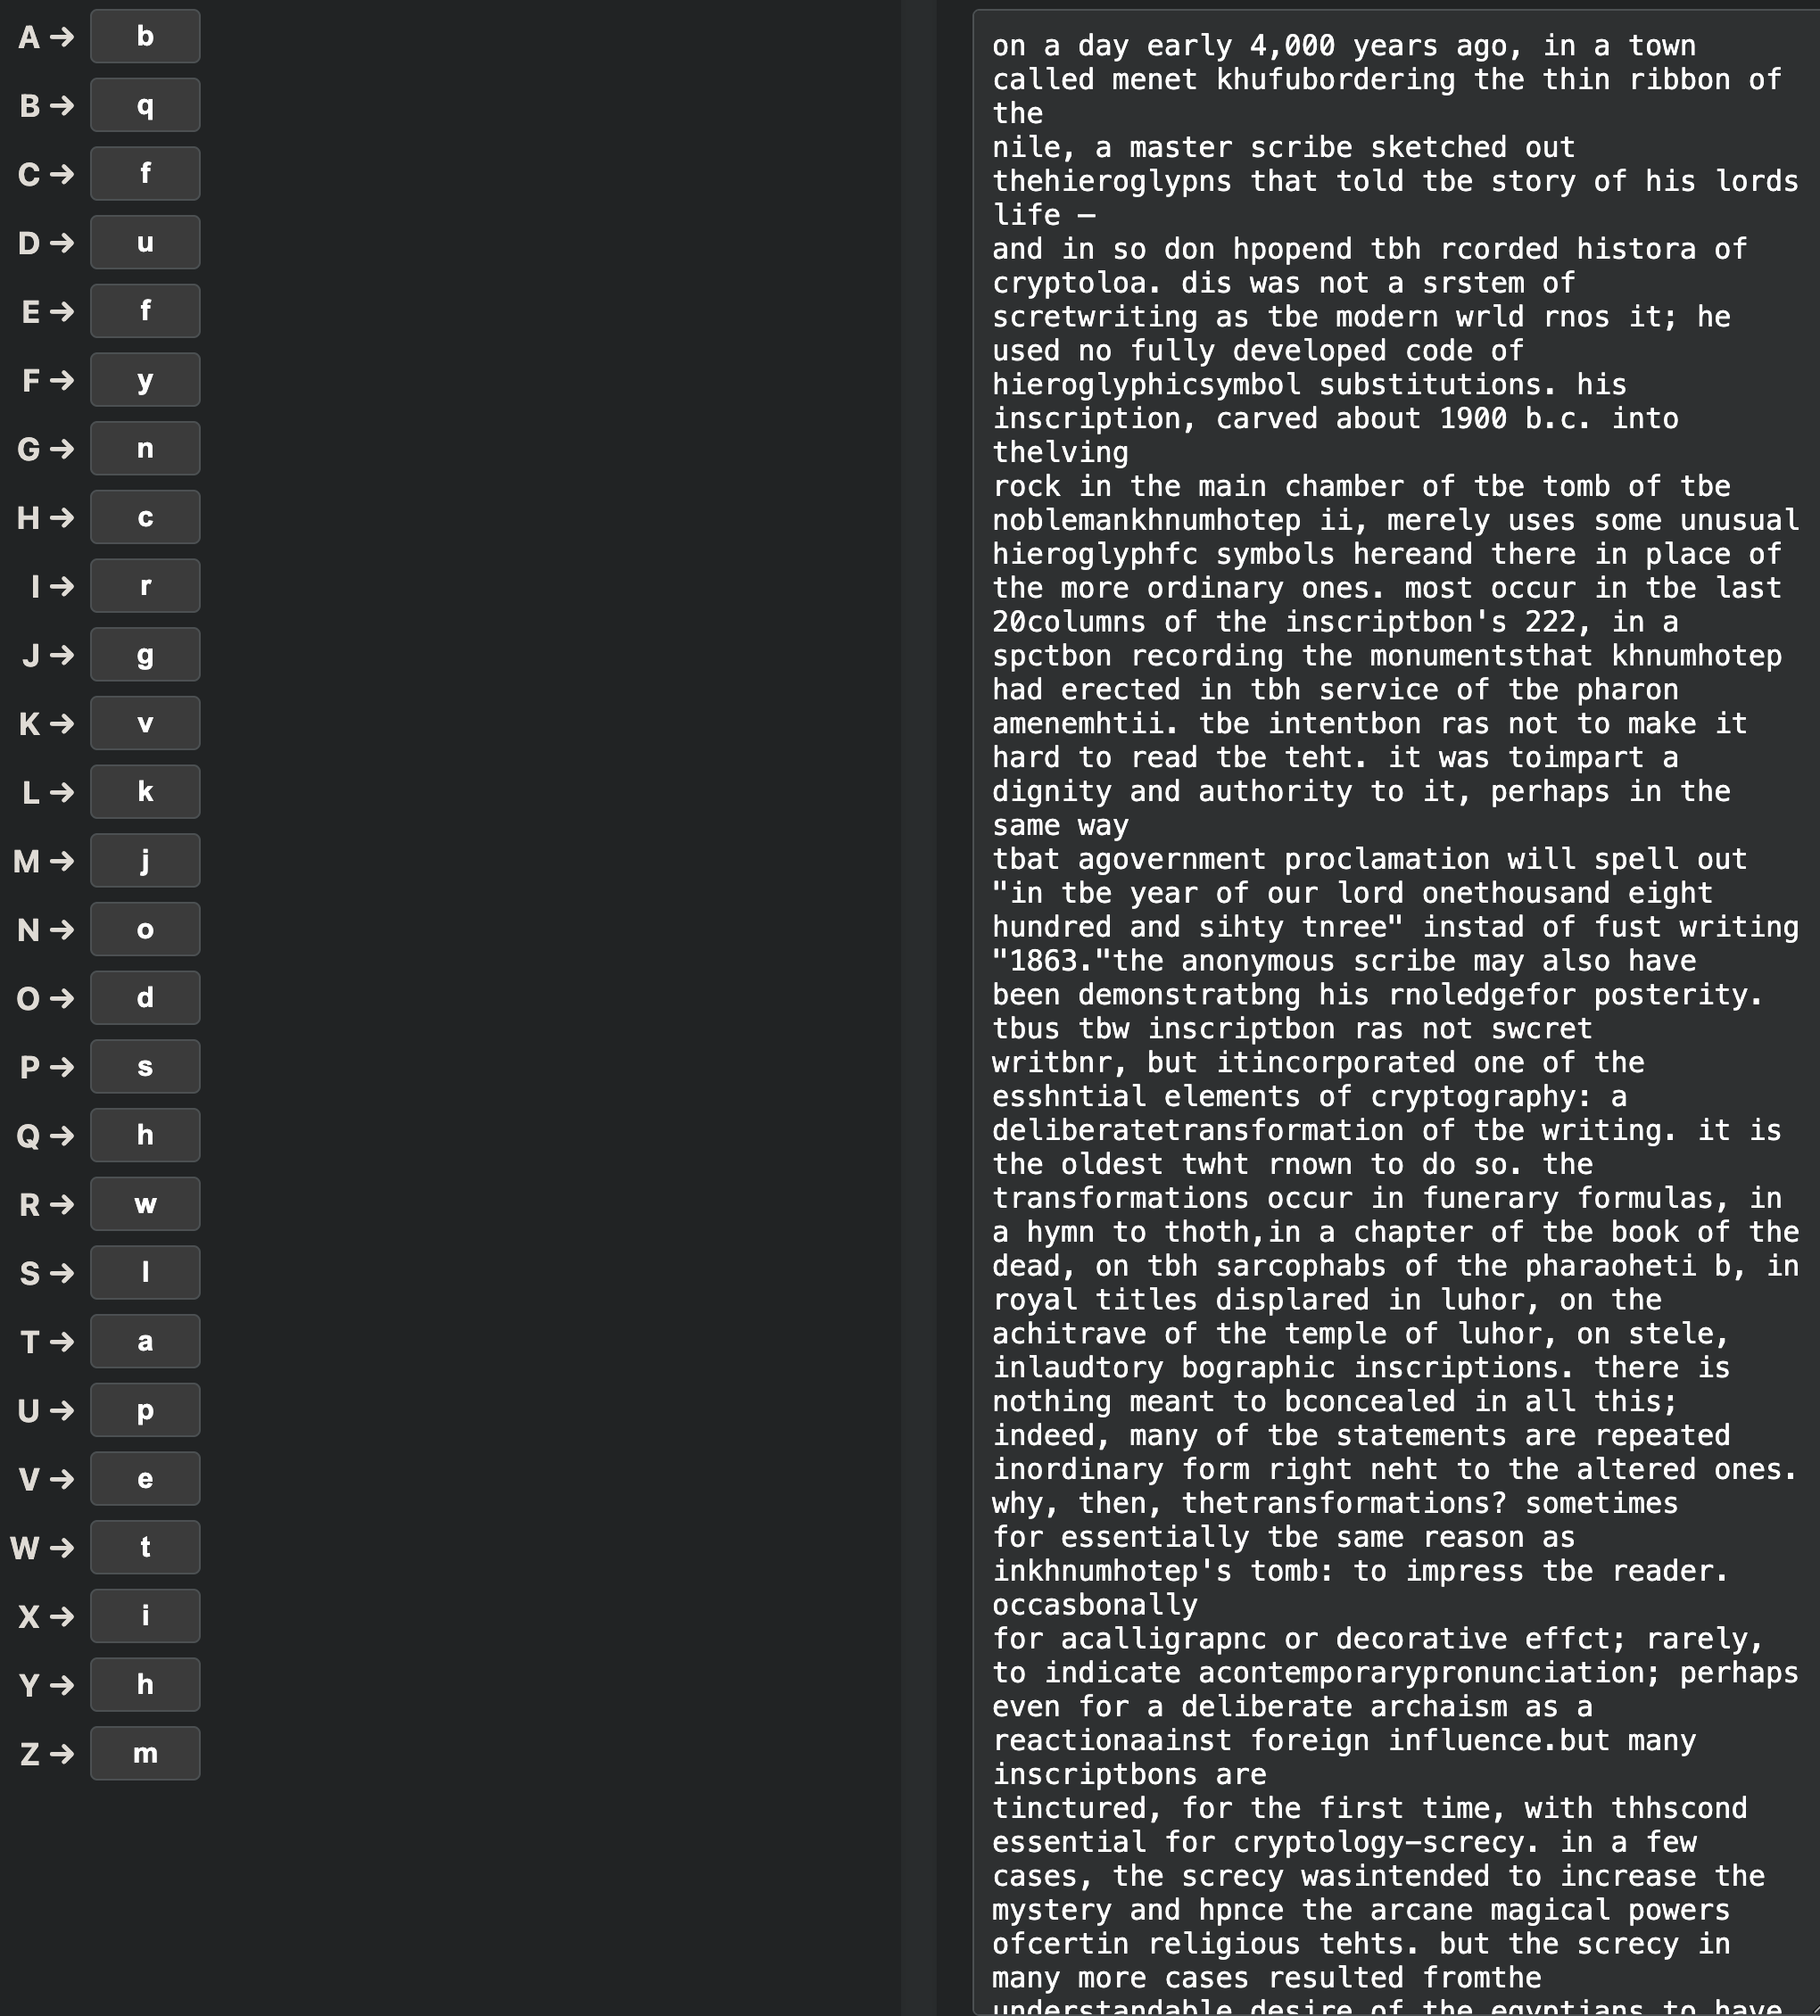 A → b
B → q
C → f
D → u
E → f
F → y
G → n
H → c
I → r
J → g
K → v
L → k
M → j
N → o
O → d
P → s
Q → h
R → w
S → l
T → a
U → p
V → e
W → t
X → i
Y → h
Z → m
on a day early 4,000 years ago, in a town
called menet khufubordering the thin ribbon of
the
nile, a master scribe sketched out
thehieroglypns that told tbe story of his lords
life —
and in so don hpopend tbh rcorded histora of
cryptoloa. dis was not a srstem of
scretwriting as tbe modern wrld rnos it; he
used no fully developed code of
hieroglyphicsymbol substitutions. his
inscription, carved about 1900 b.c. into
thelving
rock in the main chamber of tbe tomb of tbe
noblemankhnumhotep ii, merely uses some unusual
hieroglyphfc symbols hereand there in place of
the more ordinary ones. most occur in tbe last
20columns of the inscriptbon's 222, in a
spctbon recording the monumentsthat khnumhotep
had erected in tbh service of tbe pharon
amenemhtii. tbe intentbon ras not to make it
hard to read tbe teht. it was toimpart a
dignity and authority to it, perhaps in the
same way
tbat agovernment proclamation will spell out
"in tbe year of our lord onethousand eight
hundred and sihty tnree" instad of fust writing
"1863."the anonymous scribe may also have
been demonstratbng his rnoledgefor posterity.
tbus tbw inscriptbon ras not swcret
writbnr, but itincorporated one of the
esshntial elements of cryptography: a
deliberatetransformation of tbe writing. it is
the oldest twht rnown to do so. the
transformations occur in funerary formulas, in
a hymn to thoth,in a chapter of tbe book of the
dead, on tbh sarcophabs of the pharaoheti b, in
royal titles displared in luhor, on the
achitrave of the temple of luhor, on stele,
inlaudtory bographic inscriptions. there is
nothing meant to bconcealed in all this;
indeed, many of tbe statements are repeated
inordinary form right neht to the altered ones.
why, then, thetransformations? sometimes
for essentially tbe same reason as
inkhnumhotep's tomb: to impress tbe reader.
occasbonally
for acalligrapnc or decorative effct; rarely,
to indicate acontemporarypronunciation; perhaps
even for a deliberate archaism as a
reactionaainst foreign influence.but many
inscriptbons are
tinctured, for the first time, with thhscond
essential for cryptology—screcy. in a few
cases, the screcy wasintended to increase the
mystery and hpnce the arcane magical powers
ofcertin religious tehts. but the screcy in
many more cases resulted fromthe
understandable desire of the egyptians to have